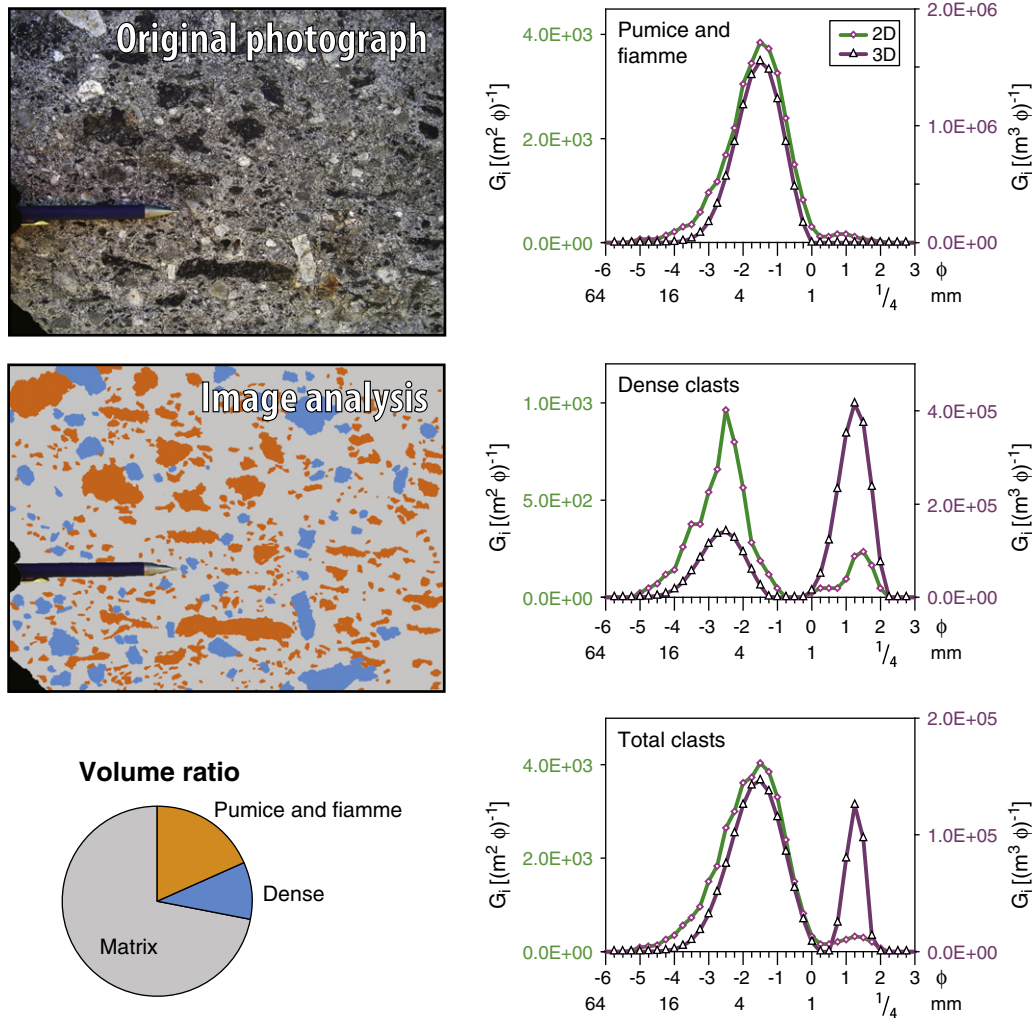 Original photograph
Image analysis
Volume ratio
Pumice and fiamme
Dense
Matrix
Pumice and
fiamme
2D
3D
G_i [(m² ϕ)⁻¹]
4.0E+03
2.0E+03
0.0E+00
2.0E+06
1.0E+06
0.0E+00
G_i [(m³ ϕ)⁻¹]
-6 -5 -4 -3 -2 -1 0 1 2 3 ϕ
64 16 4 1 1/4 mm
Dense clasts
G_i [(m² ϕ)⁻¹]
1.0E+03
5.0E+02
0.0E+00
4.0E+05
2.0E+05
0.0E+00
G_i [(m³ ϕ)⁻¹]
-6 -5 -4 -3 -2 -1 0 1 2 3 ϕ
64 16 4 1 1/4 mm
Total clasts
G_i [(m² ϕ)⁻¹]
4.0E+03
2.0E+03
0.0E+00
2.0E+05
1.0E+05
0.0E+00
G_i [(m³ ϕ)⁻¹]
-6 -5 -4 -3 -2 -1 0 1 2 3 ϕ
64 16 4 1 1/4 mm